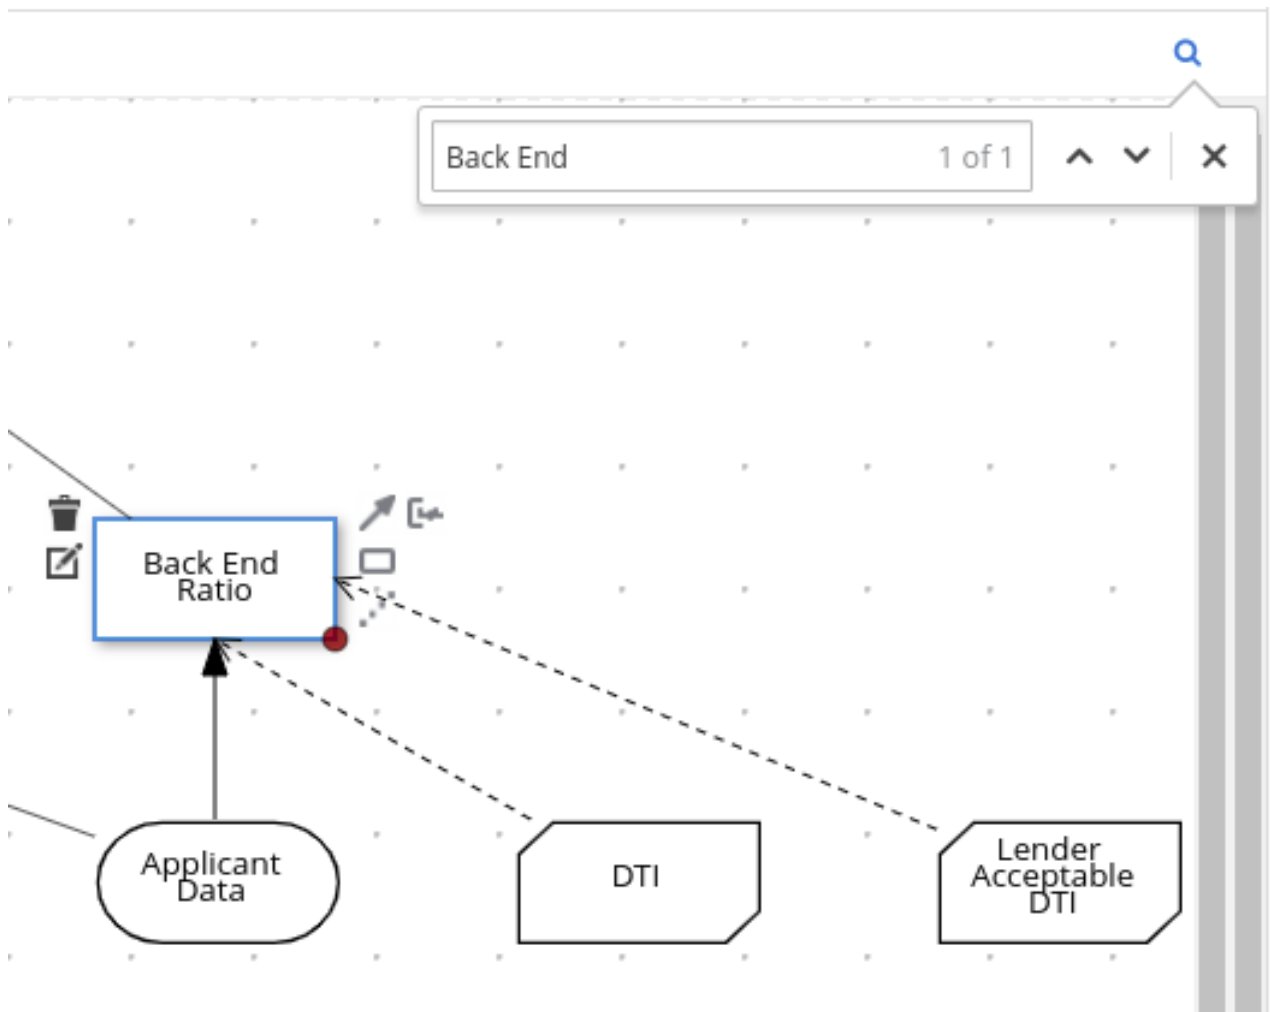 Back End 1 of 1
Back End
Ratio
Applicant
Data
DTI
Lender
Acceptable
DTI